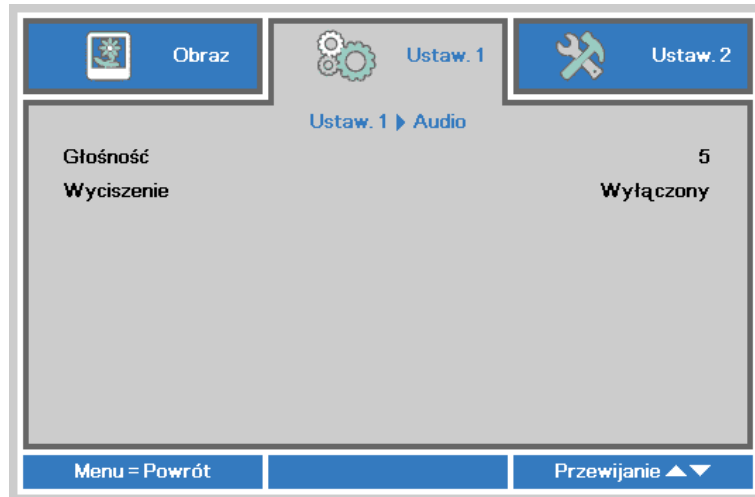 Obraz
Ustaw. 1
Ustaw. 2
Ustaw. 1 ▶ Audio
Głośność 5
Wyciszenie Wyłączony
Menu = Powrót
Przewijanie ▲▼